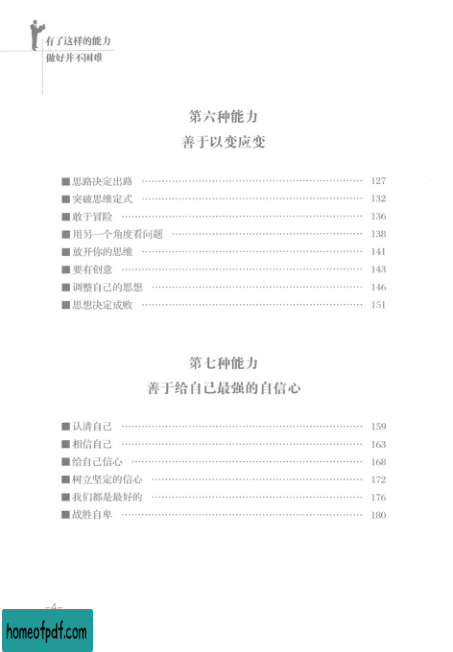 有了这样的能力
做好并不困难
第六种能力
善于以变应变
■思路决定出路 …………………………………………………… 127
■突破思维定式 …………………………………………………… 132
■敢于冒险 ………………………………………………………… 136
■用另一个角度看问题 …………………………………………… 138
■放开你的思维 …………………………………………………… 141
■要有创意 ………………………………………………………… 143
■调整自己的思想 ………………………………………………… 146
■思想决定成败 …………………………………………………… 151
第七种能力
善于给自己最强的自信心
■认清自己 ………………………………………………………… 159
■相信自己 ………………………………………………………… 163
■给自己信心 ……………………………………………………… 168
■树立坚定的信心 ………………………………………………… 172
■我们都是最好的 ………………………………………………… 176
■战胜自卑 ………………………………………………………… 180
–4–
homeofpdf.com